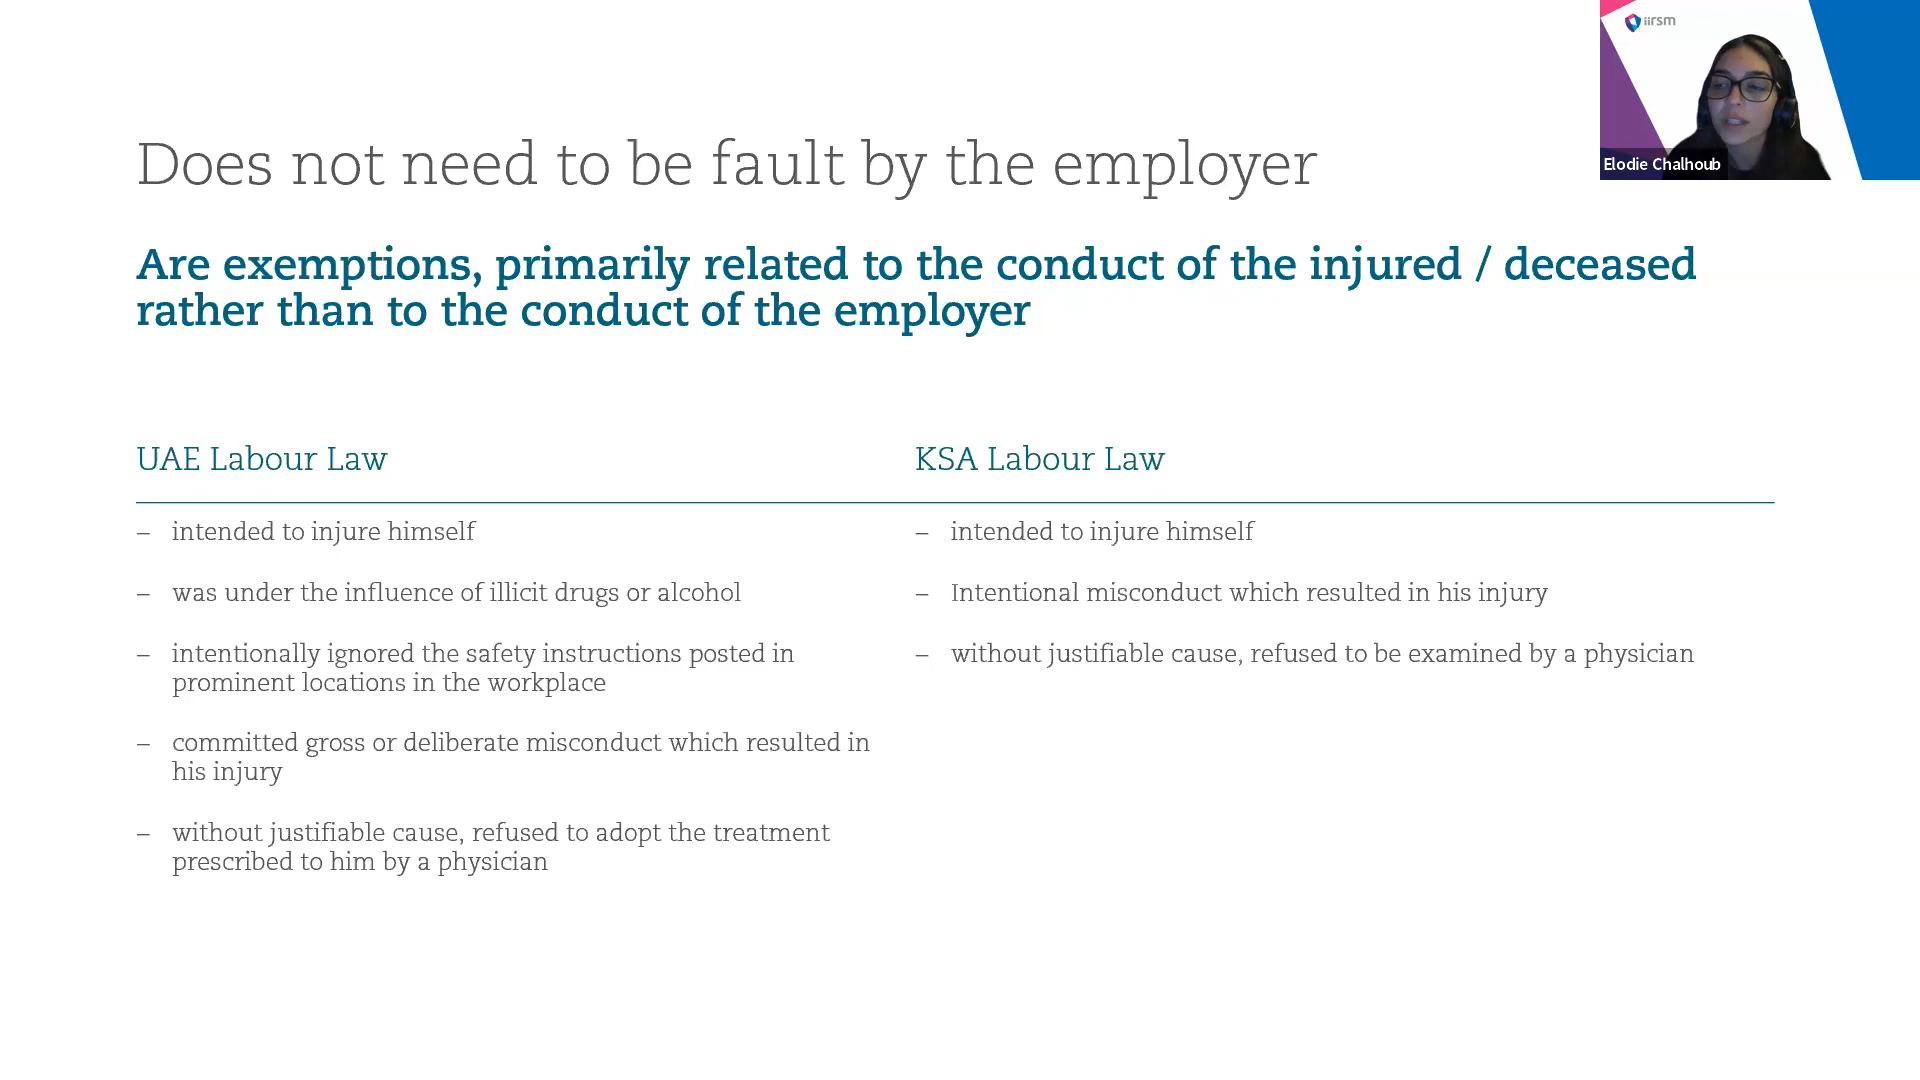 iirsm
Elodie Chalhoub
Does not need to be fault by the employer
Are exemptions, primarily related to the conduct of the injured / deceased
rather than to the conduct of the employer
UAE Labour Law
– intended to injure himself
– was under the influence of illicit drugs or alcohol
– intentionally ignored the safety instructions posted in
prominent locations in the workplace
– committed gross or deliberate misconduct which resulted in
his injury
– without justifiable cause, refused to adopt the treatment
prescribed to him by a physician
KSA Labour Law
– intended to injure himself
– Intentional misconduct which resulted in his injury
– without justifiable cause, refused to be examined by a physician